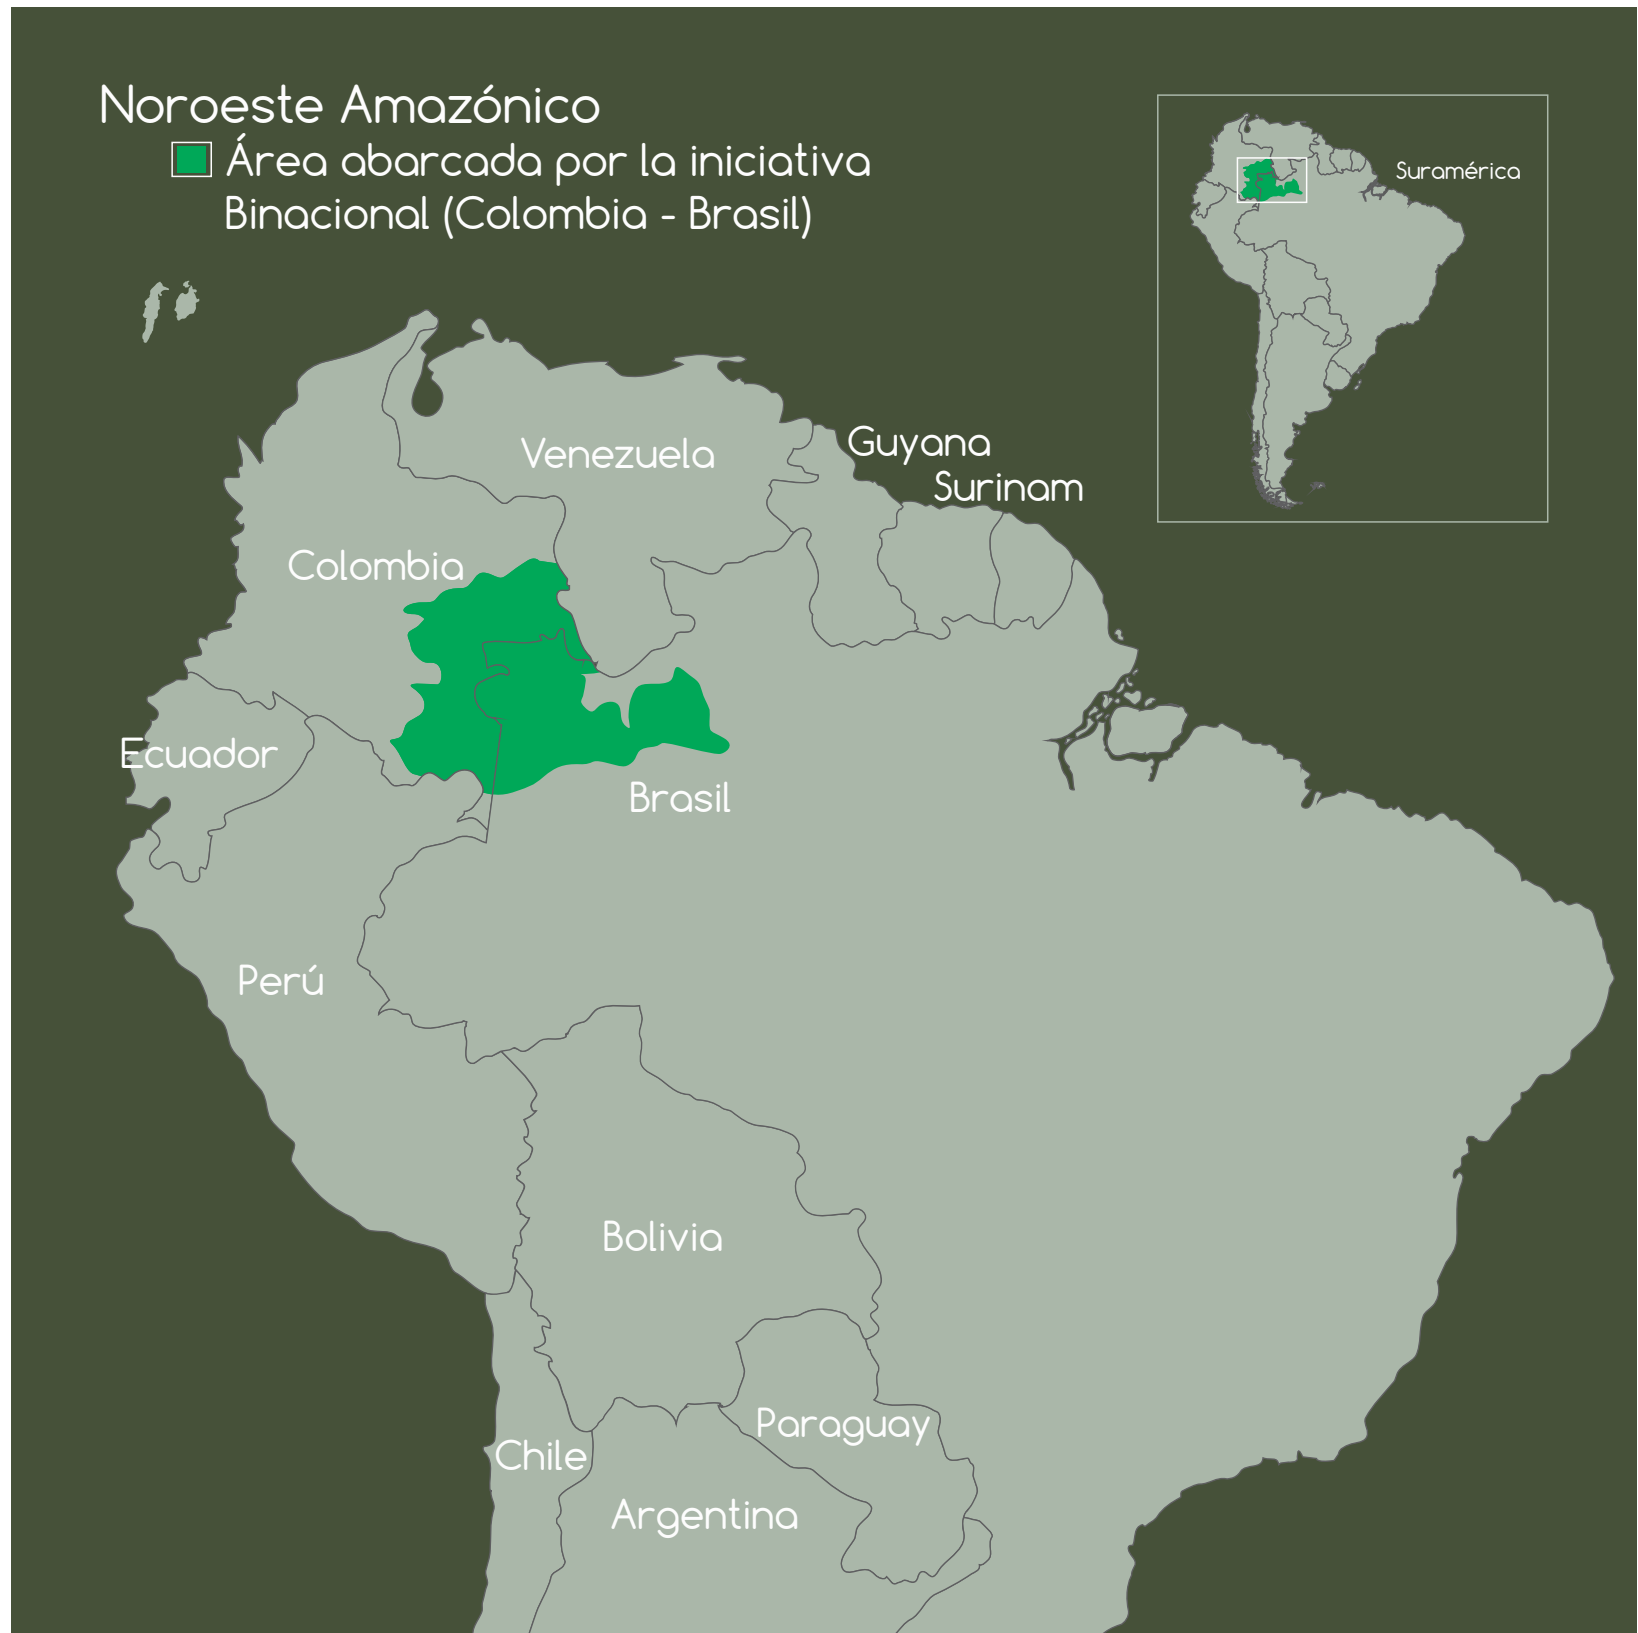 Noroeste Amazónico
Área abarcada por la iniciativa
Binacional (Colombia - Brasil)
Suramérica
Venezuela
Guyana
Surinam
Colombia
Ecuador
Brasil
Perú
Bolivia
Paraguay
Chile
Argentina